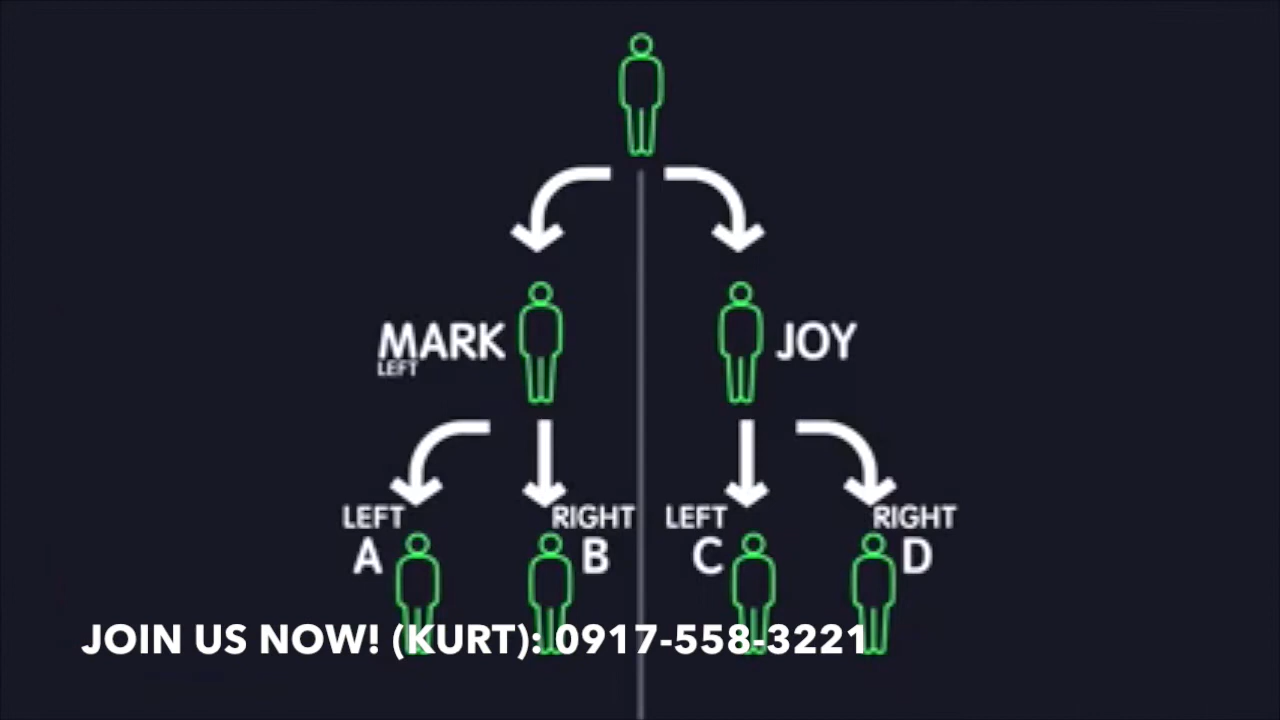 MARK
LEFT
JOY
LEFT
A
RIGHT
B
LEFT
C
RIGHT
D
JOIN US NOW! (KURT): 0917-558-3221